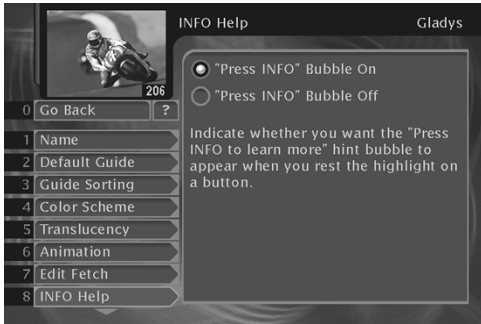 INFO Help Gladys
206
0 Go Back ?
1 Name
2 Default Guide
3 Guide Sorting
4 Color Scheme
5 Translucency
6 Animation
7 Edit Fetch
8 INFO Help
"Press INFO" Bubble On
"Press INFO" Bubble Off
Indicate whether you want the "Press
INFO to learn more" hint bubble to
appear when you rest the highlight on
a button.